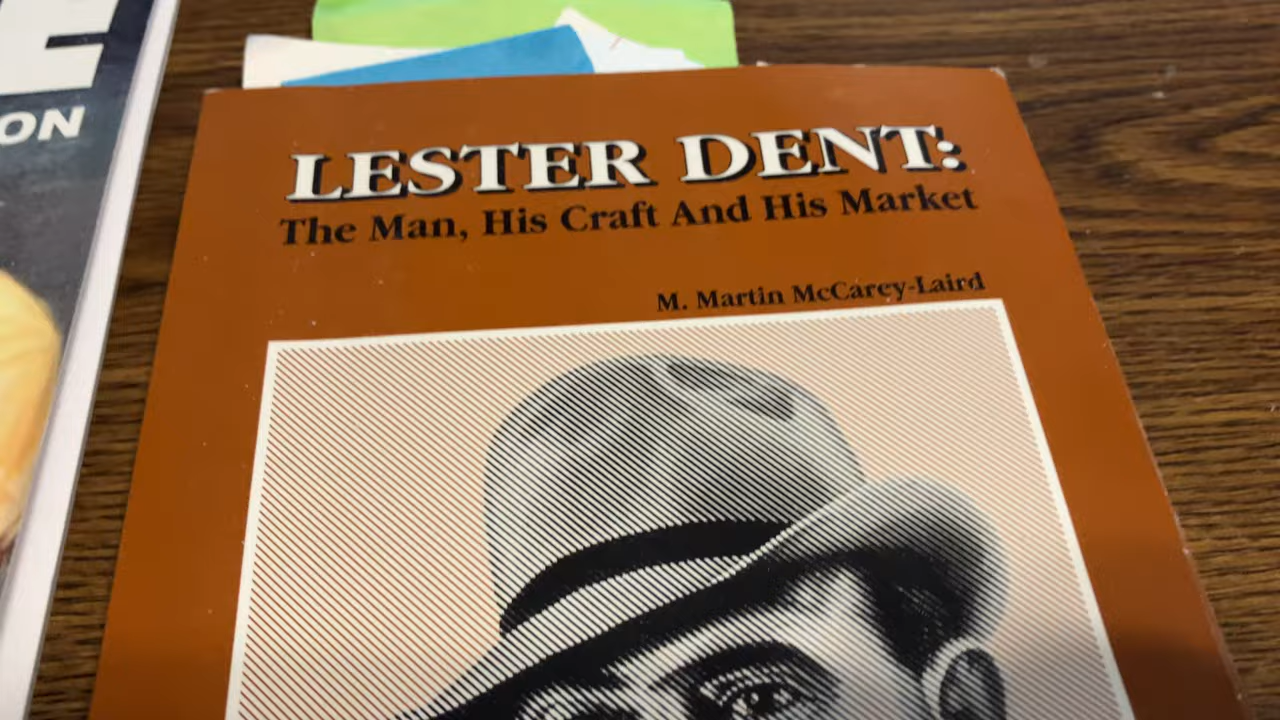 E
ON
LESTER DENT:
The Man, His Craft And His Market
M. Martin McCarey-Laird